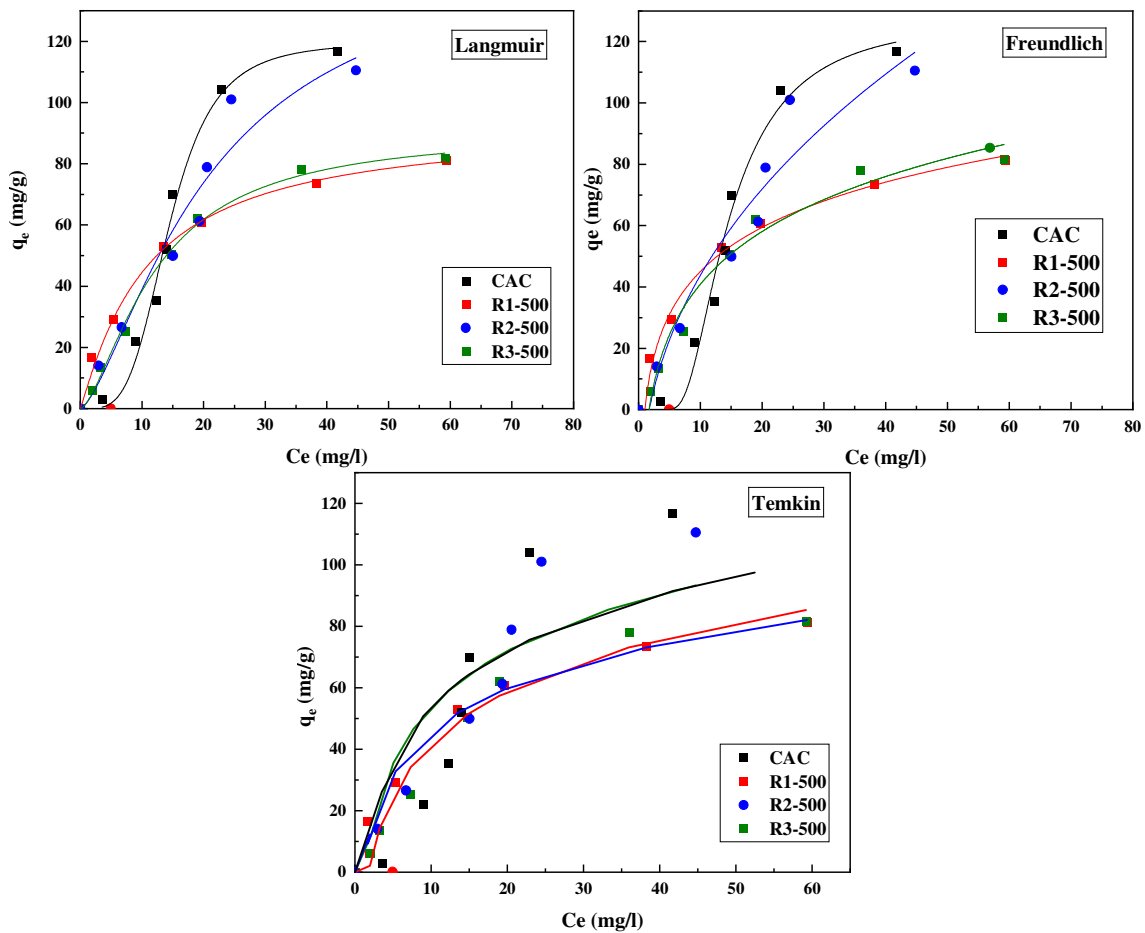 Langmuir
120
100
80
60
40
20
0
q_e (mg/g)
CAC
R1-500
R2-500
R3-500
0 10 20 30 40 50 60 70 80
Ce (mg/l)
Freundlich
120
100
80
60
40
20
0
qe (mg/g)
CAC
R1-500
R2-500
R3-500
0 10 20 30 40 50 60 70 80
Ce (mg/l)
Temkin
120
100
80
60
40
20
0
q_e (mg/g)
CAC
R1-500
R2-500
R3-500
0 10 20 30 40 50 60
Ce (mg/l)